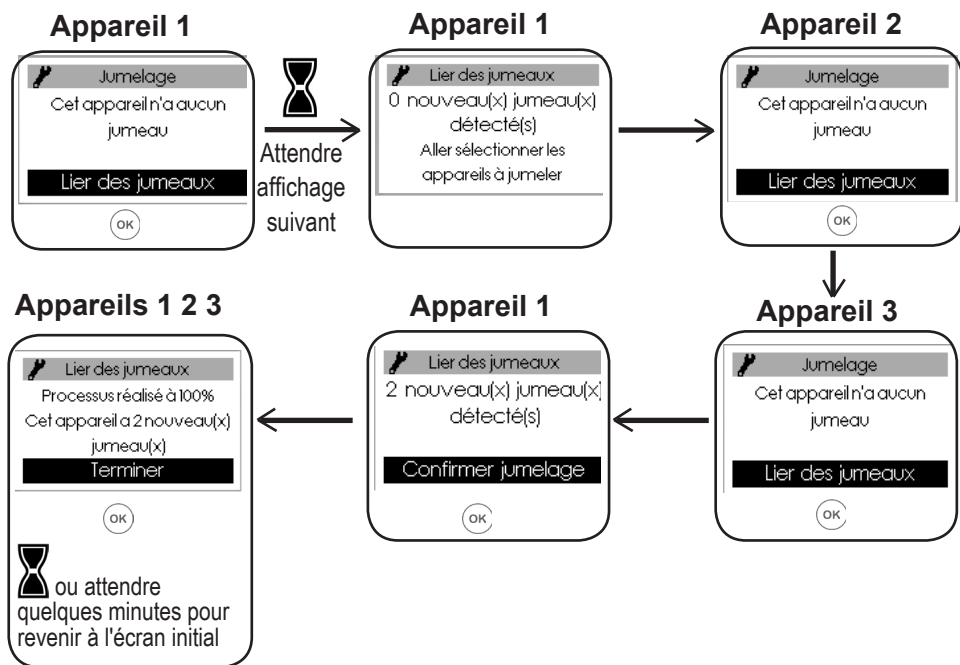 Appareil 1
Jumelage
Cet appareil n'a aucun
jumeau
Lier des jumeaux
OK
Attendre
affichage
suivant
Appareil 1
Lier des jumeaux
0 nouveau(x) jumeau(x)
détecté(s)
Aller sélectionner les
appareils à jumeler
Appareil 2
Jumelage
Cet appareil n'a aucun
jumeau
Lier des jumeaux
OK
Appareil 3
Jumelage
Cet appareil n'a aucun
jumeau
Lier des jumeaux
OK
Appareil 1
Lier des jumeaux
2 nouveau(x) jumeau(x)
détecté(s)
Confirmer jumelage
OK
Appareils 1 2 3
Lier des jumeaux
Processus réalisé à 100%
Cet appareil a 2 nouveau(x)
jumeau(x)
Terminer
OK
ou attendre
quelques minutes pour
revenir à l'écran initial